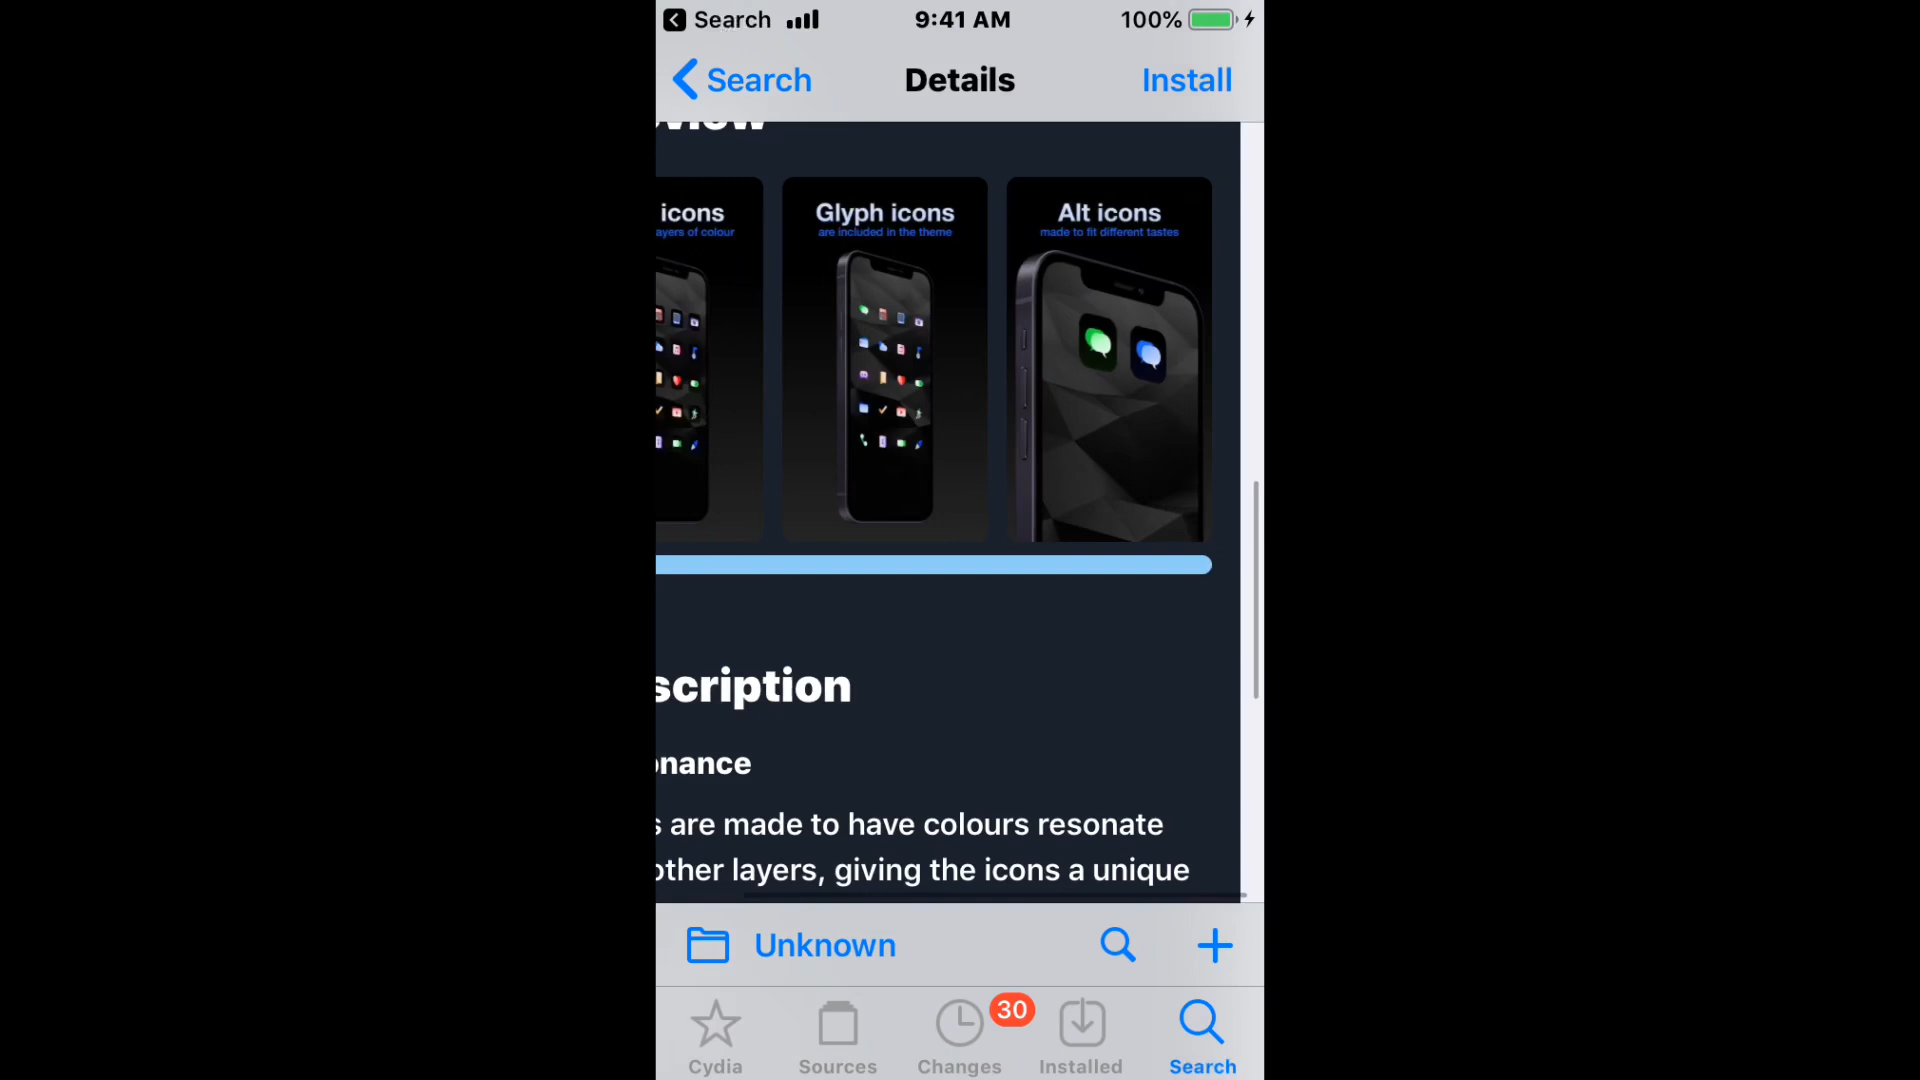 Search 9:41 AM 100%
Search Details Install
icons
ayers of colour
Glyph icons
are included in the theme
Alt icons
made to fit different tastes
scription
onance
s are made to have colours resonate
other layers, giving the icons a unique
Unknown
30
Cydia Sources Changes Installed Search